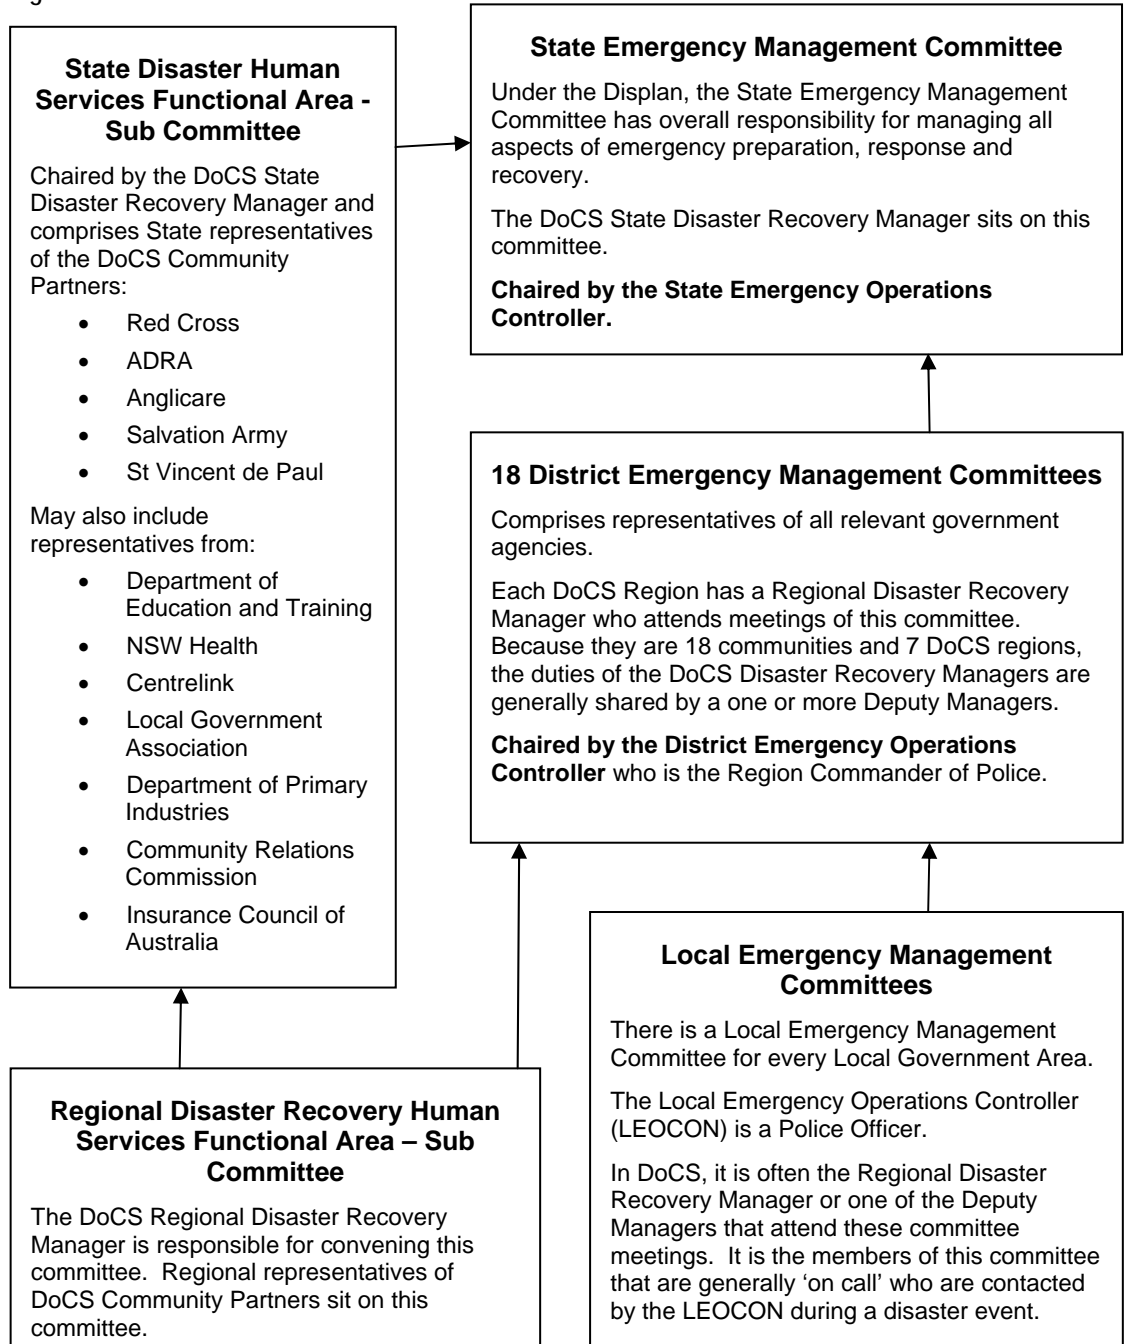 State Disaster Human
Services Functional Area -
Sub Committee
Chaired by the DoCS State
Disaster Recovery Manager and
comprises State representatives
of the DoCS Community
Partners:
• Red Cross
• ADRA
• Anglicare
• Salvation Army
• St Vincent de Paul
May also include
representatives from:
• Department of
Education and Training
• NSW Health
• Centrelink
• Local Government
Association
• Department of Primary
Industries
• Community Relations
Commission
• Insurance Council of
Australia
State Emergency Management Committee
Under the Displan, the State Emergency Management
Committee has overall responsibility for managing all
aspects of emergency preparation, response and
recovery.
The DoCS State Disaster Recovery Manager sits on this
committee.
Chaired by the State Emergency Operations
Controller.
18 District Emergency Management Committees
Comprises representatives of all relevant government
agencies.
Each DoCS Region has a Regional Disaster Recovery
Manager who attends meetings of this committee.
Because they are 18 communities and 7 DoCS regions,
the duties of the DoCS Disaster Recovery Managers are
generally shared by a one or more Deputy Managers.
Chaired by the District Emergency Operations
Controller who is the Region Commander of Police.
Regional Disaster Recovery Human
Services Functional Area – Sub
Committee
The DoCS Regional Disaster Recovery
Manager is responsible for convening this
committee. Regional representatives of
DoCS Community Partners sit on this
committee.
Local Emergency Management
Committees
There is a Local Emergency Management
Committee for every Local Government Area.
The Local Emergency Operations Controller
(LEOCON) is a Police Officer.
In DoCS, it is often the Regional Disaster
Recovery Manager or one of the Deputy
Managers that attend these committee
meetings. It is the members of this committee
that are generally ‘on call’ who are contacted
by the LEOCON during a disaster event.